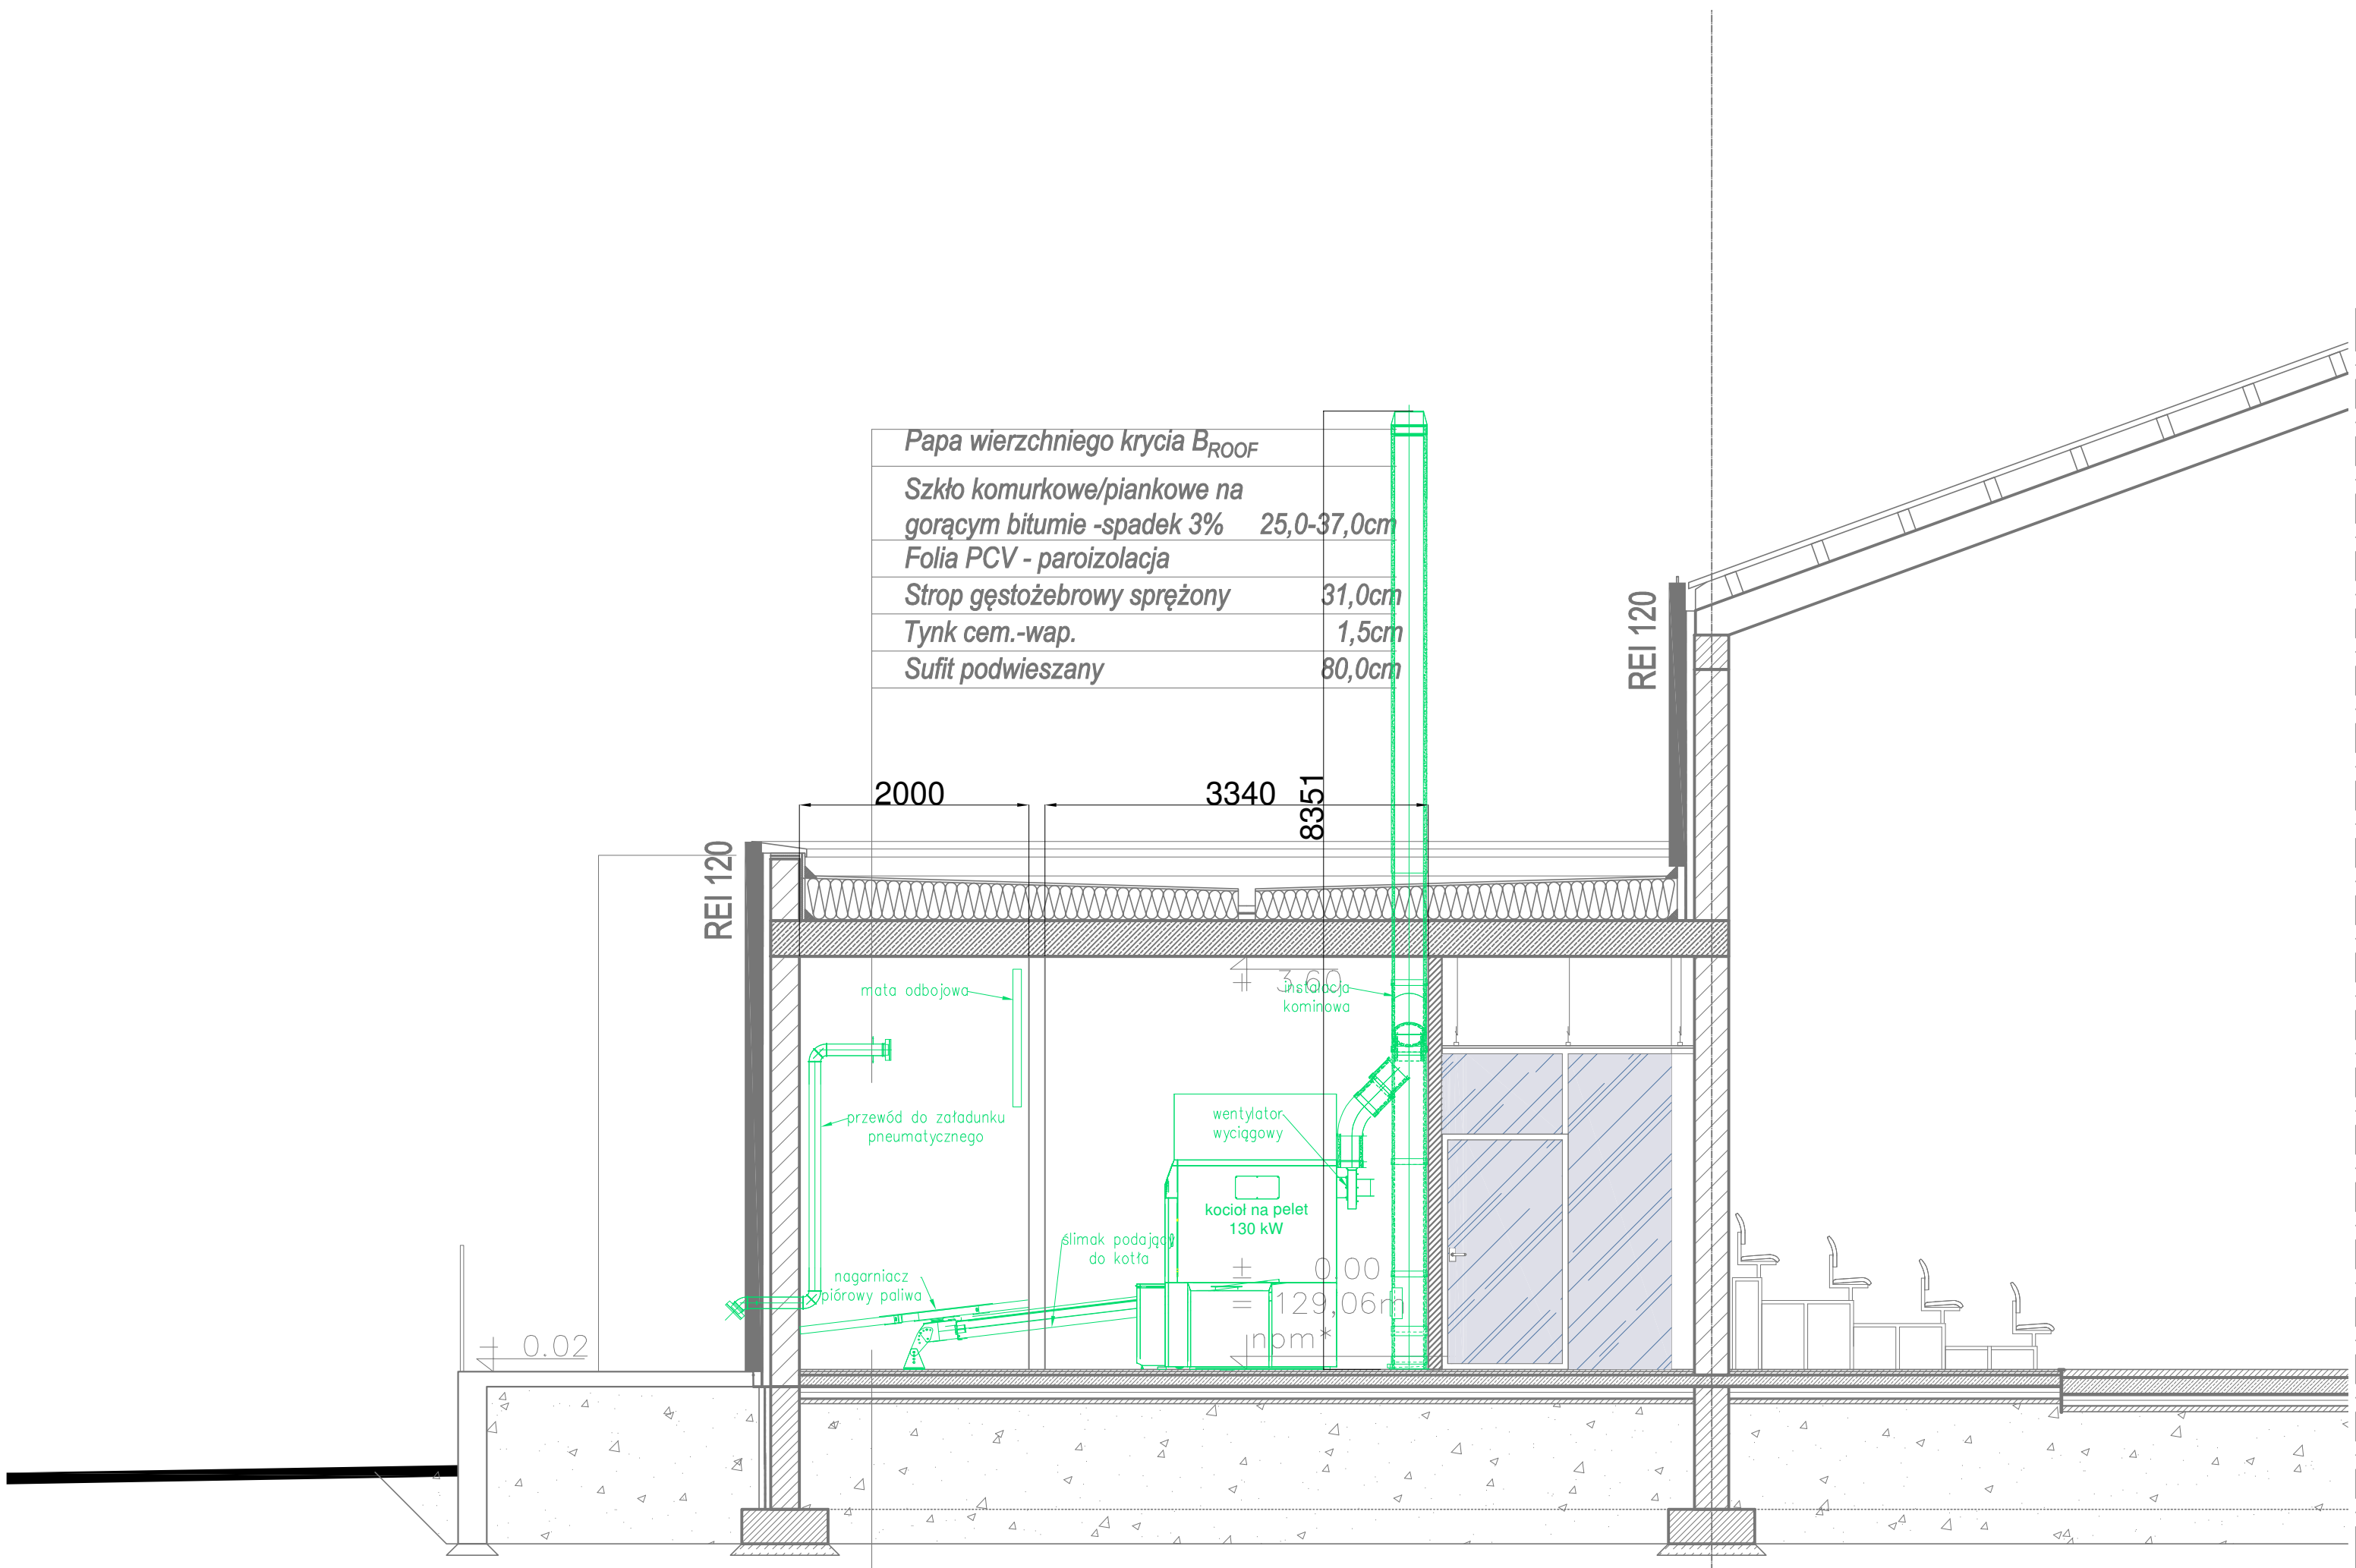 Papa wierzchniego krycia BROOF
Szkło komurkowe/piankowe na
gorącym bitumie -spadek 3% 25,0-37,0cm
Folia PCV - paroizolacja
Strop gęstożebrowy sprężony 31,0cm
Tynk cem.-wap. 1,5cm
Sufit podwieszany 80,0cm
REI 120
2000
3340
8351
REI 120
+ 3.60
mata odbojowa
instalacja
kominowa
przewód do załadunku
pneumatycznego
wentylator
wyciągowy
kocioł na pelet
130 kW
ślimak podający
do kotła
nagarniacz
piórowy paliwa
± 0.00
= 129,06m
npm*
+ 0.02